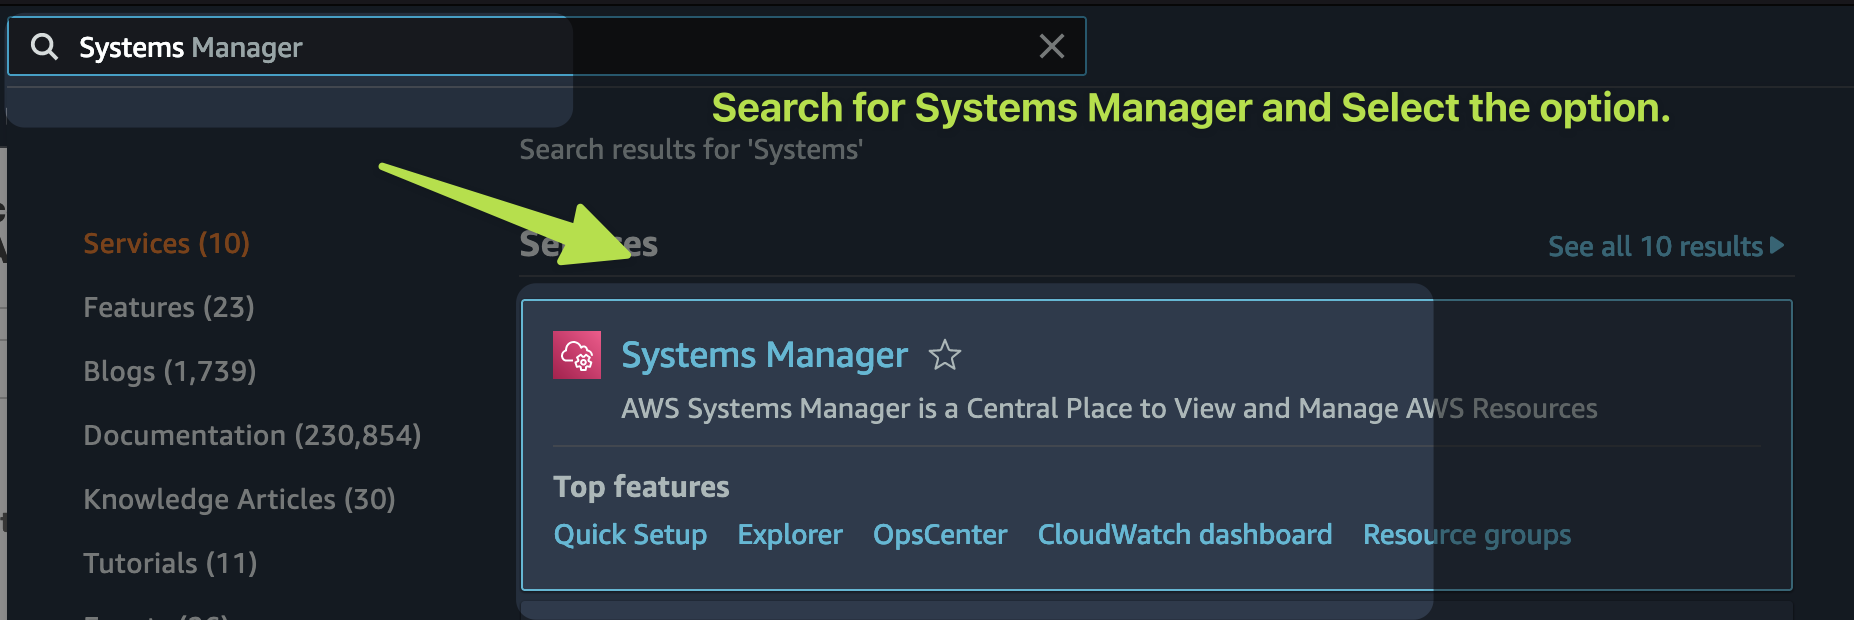 Systems Manager
Search for Systems Manager and Select the option.
Search results for 'Systems'
Services (10)
Features (23)
Blogs (1,739)
Documentation (230,854)
Knowledge Articles (30)
Tutorials (11)
See all 10 results
Systems Manager
AWS Systems Manager is a Central Place to View and Manage AWS Resources
Top features
Quick Setup Explorer OpsCenter CloudWatch dashboard Resource groups